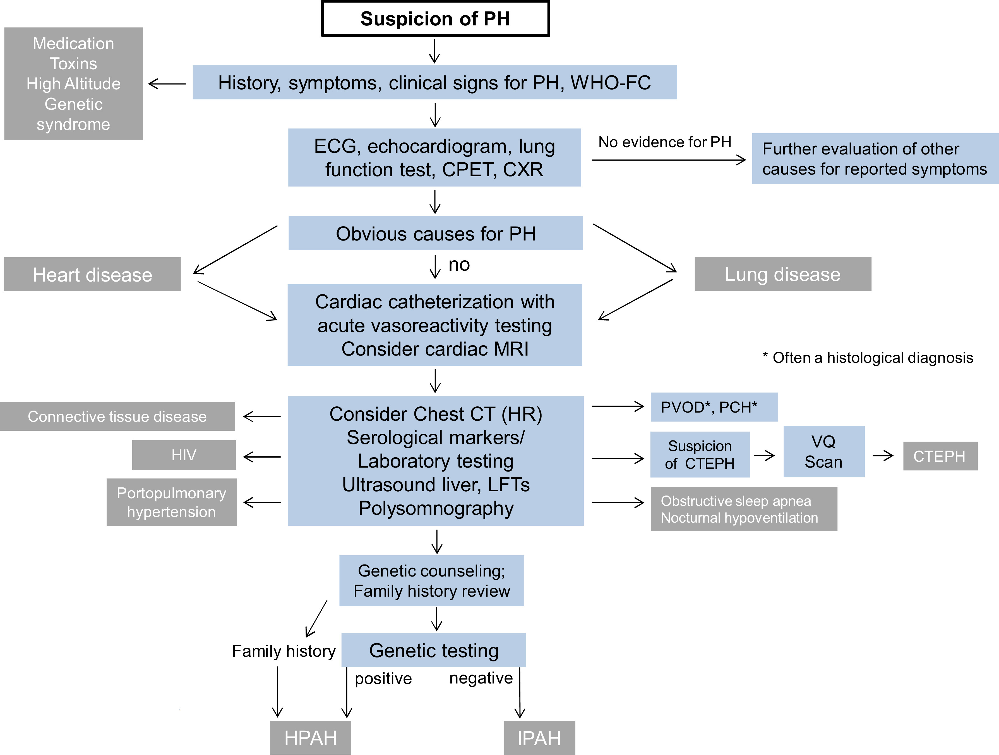 Suspicion of PH
Medication
Toxins
High Altitude
Genetic
syndrome
History, symptoms, clinical signs for PH, WHO-FC
ECG, echocardiogram, lung
function test, CPET, CXR
No evidence for PH
Further evaluation of other
causes for reported symptoms
Obvious causes for PH
no
Heart disease
Lung disease
Cardiac catheterization with
acute vasoreactivity testing
Consider cardiac MRI
* Often a histological diagnosis
Consider Chest CT (HR)
Serological markers/
Laboratory testing
Ultrasound liver, LFTs
Polysomnography
Connective tissue disease
HIV
Portopulmonary
hypertension
PVOD*, PCH*
Suspicion
of CTEPH
VQ
Scan
CTEPH
Obstructive sleep apnea
Nocturnal hypoventilation
Genetic counseling;
Family history review
Family history
Genetic testing
positive
negative
HPAH
IPAH